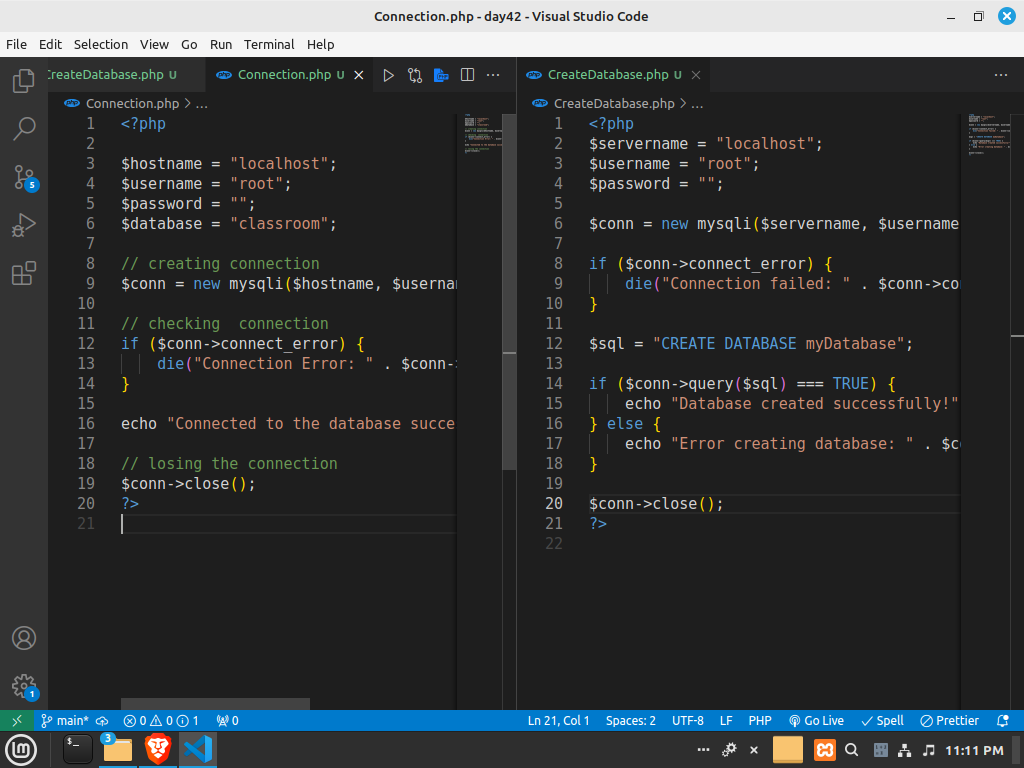 Connection.php - day42 - Visual Studio Code
File Edit Selection View Go Run Terminal Help
CreateDatabase.php U
Connection.php U
CreateDatabase.php U
Connection.php > ...
1 <?php
2
3 $hostname = "localhost";
4 $username = "root";
5 $password = "";
6 $database = "classroom";
7
8 // creating connection
9 $conn = new mysqli($hostname, $userna
10
11 // checking  connection
12 if ($conn->connect_error) {
13     die("Connection Error: " . $conn-
14 }
15
16 echo "Connected to the database succe
17
18 // losing the connection
19 $conn->close();
20 ?>
21
CreateDatabase.php > ...
1 <?php
2 $servername = "localhost";
3 $username = "root";
4 $password = "";
5
6 $conn = new mysqli($servername, $username
7
8 if ($conn->connect_error) {
9     die("Connection failed: " . $conn->co
10 }
11
12 $sql = "CREATE DATABASE myDatabase";
13
14 if ($conn->query($sql) === TRUE) {
15     echo "Database created successfully!"
16 } else {
17     echo "Error creating database: " . $c
18 }
19
20 $conn->close();
21 ?>
22
5
1
main* 0 0 1 0 Ln 21, Col 1 Spaces: 2 UTF-8 LF PHP Go Live Spell Prettier
3
11:11 PM